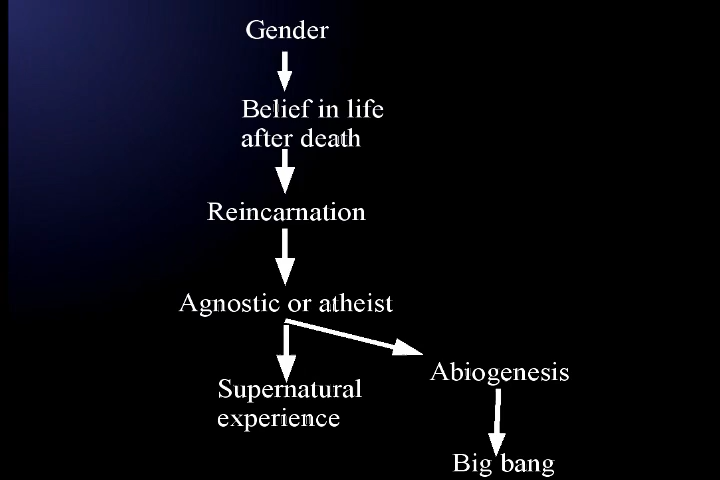 Gender
Belief in life
after death
Reincarnation
Agnostic or atheist
Abiogenesis
Supernatural
experience
Big bang